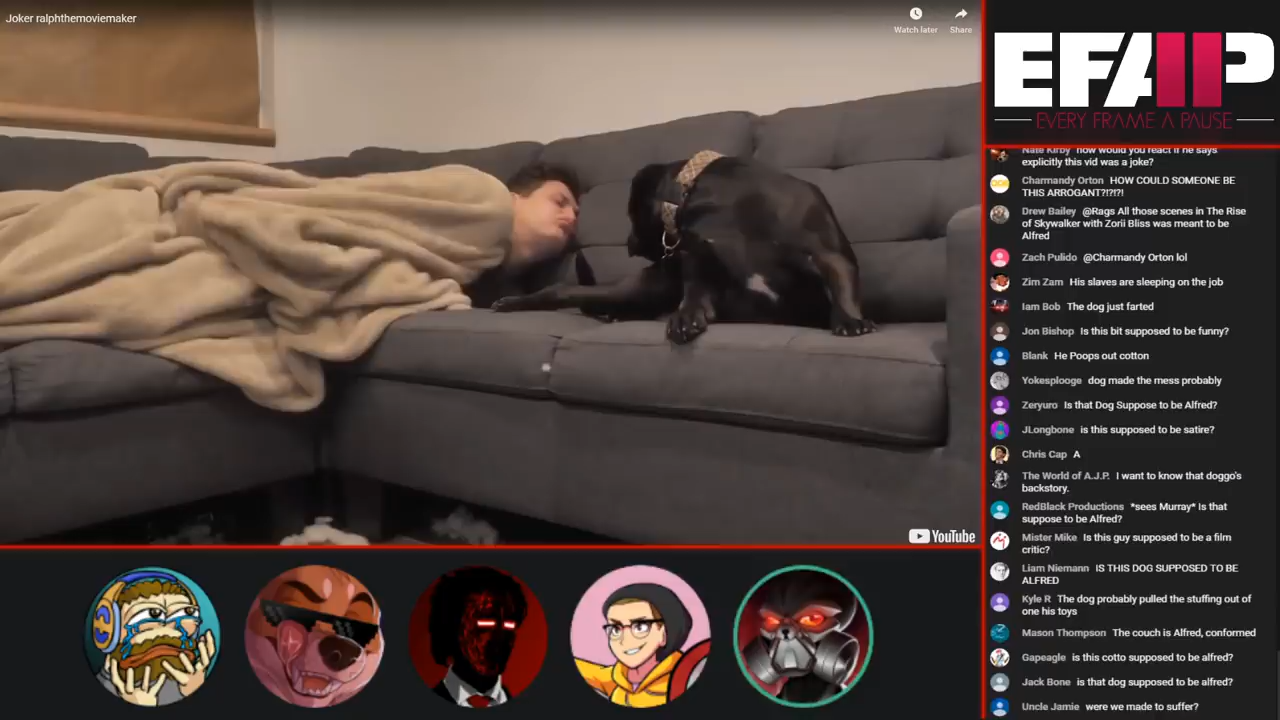 Joker ralphthemoviemaker
Watch later
Share
YouTube
EFAP
EVERY FRAME A PAUSE
Nate Kirby how would you react if he says
explicitly this vid was a joke?
Charmandy Orton HOW COULD SOMEONE BE
THIS ARROGANT?!?!?!
Drew Bailey @Rags All those scenes in The Rise
of Skywalker with Zorii Bliss was meant to be
Alfred
Zach Pulido @Charmandy Orton lol
Zim Zam His slaves are sleeping on the job
Iam Bob The dog just farted
Jon Bishop Is this bit supposed to be funny?
Blank He Poops out cotton
Yokesplooge dog made the mess probably
Zeryuro Is that Dog Suppose to be Alfred?
JLongbone is this supposed to be satire?
Chris Cap A
The World of A.J.P. I want to know that doggo's
backstory.
RedBlack Productions *sees Murray* Is that
suppose to be Alfred?
Mister Mike Is this guy supposed to be a film
critic?
Liam Niemann IS THIS DOG SUPPOSED TO BE
ALFRED
Kyle R The dog probably pulled the stuffing out of
one his toys
Mason Thompson The couch is Alfred, conformed
Gapeagle is this cotto supposed to be alfred?
Jack Bone is that dog supposed to be alfred?
Uncle Jamie were we made to suffer?